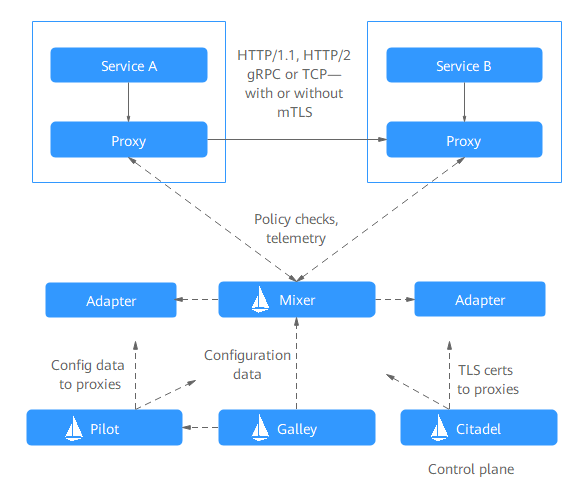 Service A
HTTP/1.1, HTTP/2
gRPC or TCP—
with or without
mTLS
Service B
Proxy
Proxy
Policy checks,
telemetry
Adapter
Mixer
Adapter
Config data
to proxies
Configuration
data
TLS certs
to proxies
Pilot
Galley
Citadel
Control plane